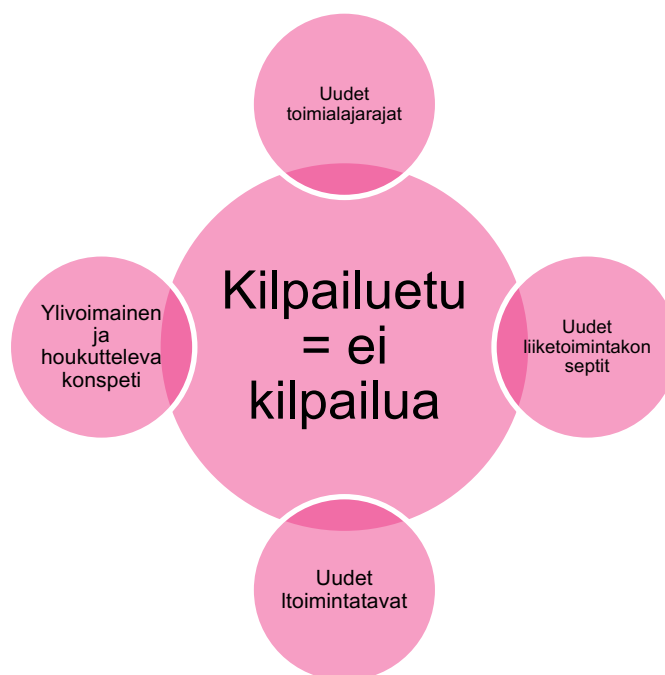 Uudet
toimialajarajat
Kilpailuetu
= ei
kilpailua
Ylivoimainen
ja
houkutteleva
konspeti
Uudet
liiketoimintakon
septit
Uudet
ltoimintatavat